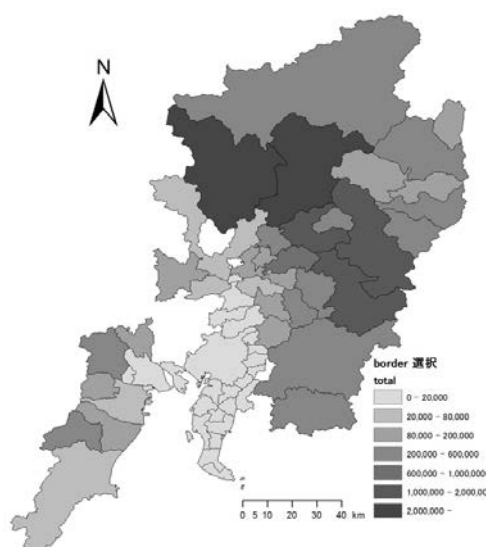 N
border 選択
total
0 - 20,000
20,000 - 80,000
80,000 - 200,000
200,000 - 600,000
600,000 - 1,000,000
1,000,000 - 2,000,000
2,000,000 -
0 5 10 20 30 40
km